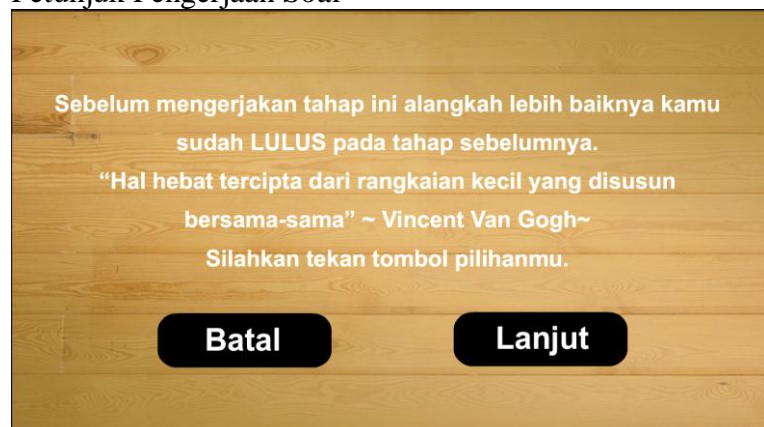 Petunjuk Pengerjaan Soal
Sebelum mengerjakan tahap ini alangkah lebih baiknya kamu
sudah LULUS pada tahap sebelumnya.
“Hal hebat tercipta dari rangkaian kecil yang disusun
bersama-sama” ~ Vincent Van Gogh~
Silahkan tekan tombol pilihanmu.
Batal
Lanjut